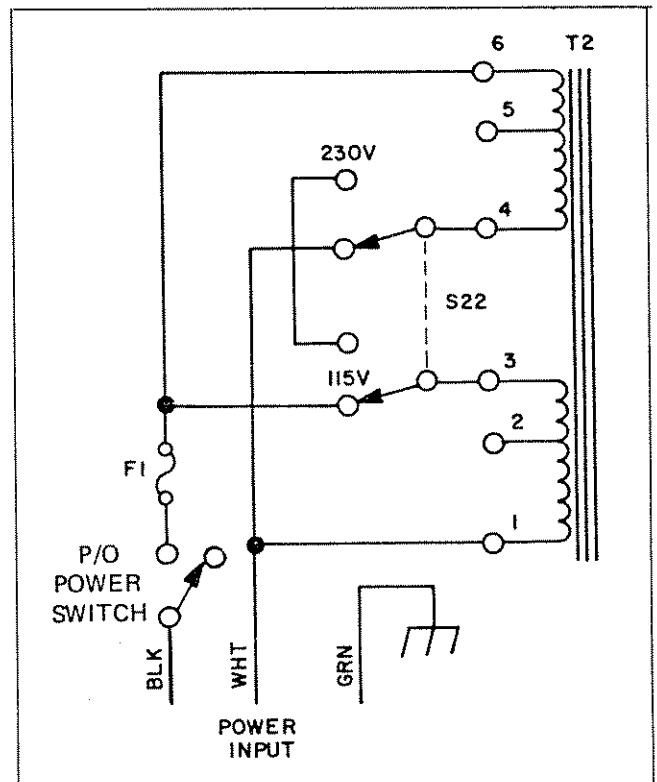 6 T2
5
230V
4
S22
3
115V
2
F1
1
P/O
POWER
SWITCH
BLK
WHT
GRN
POWER
INPUT